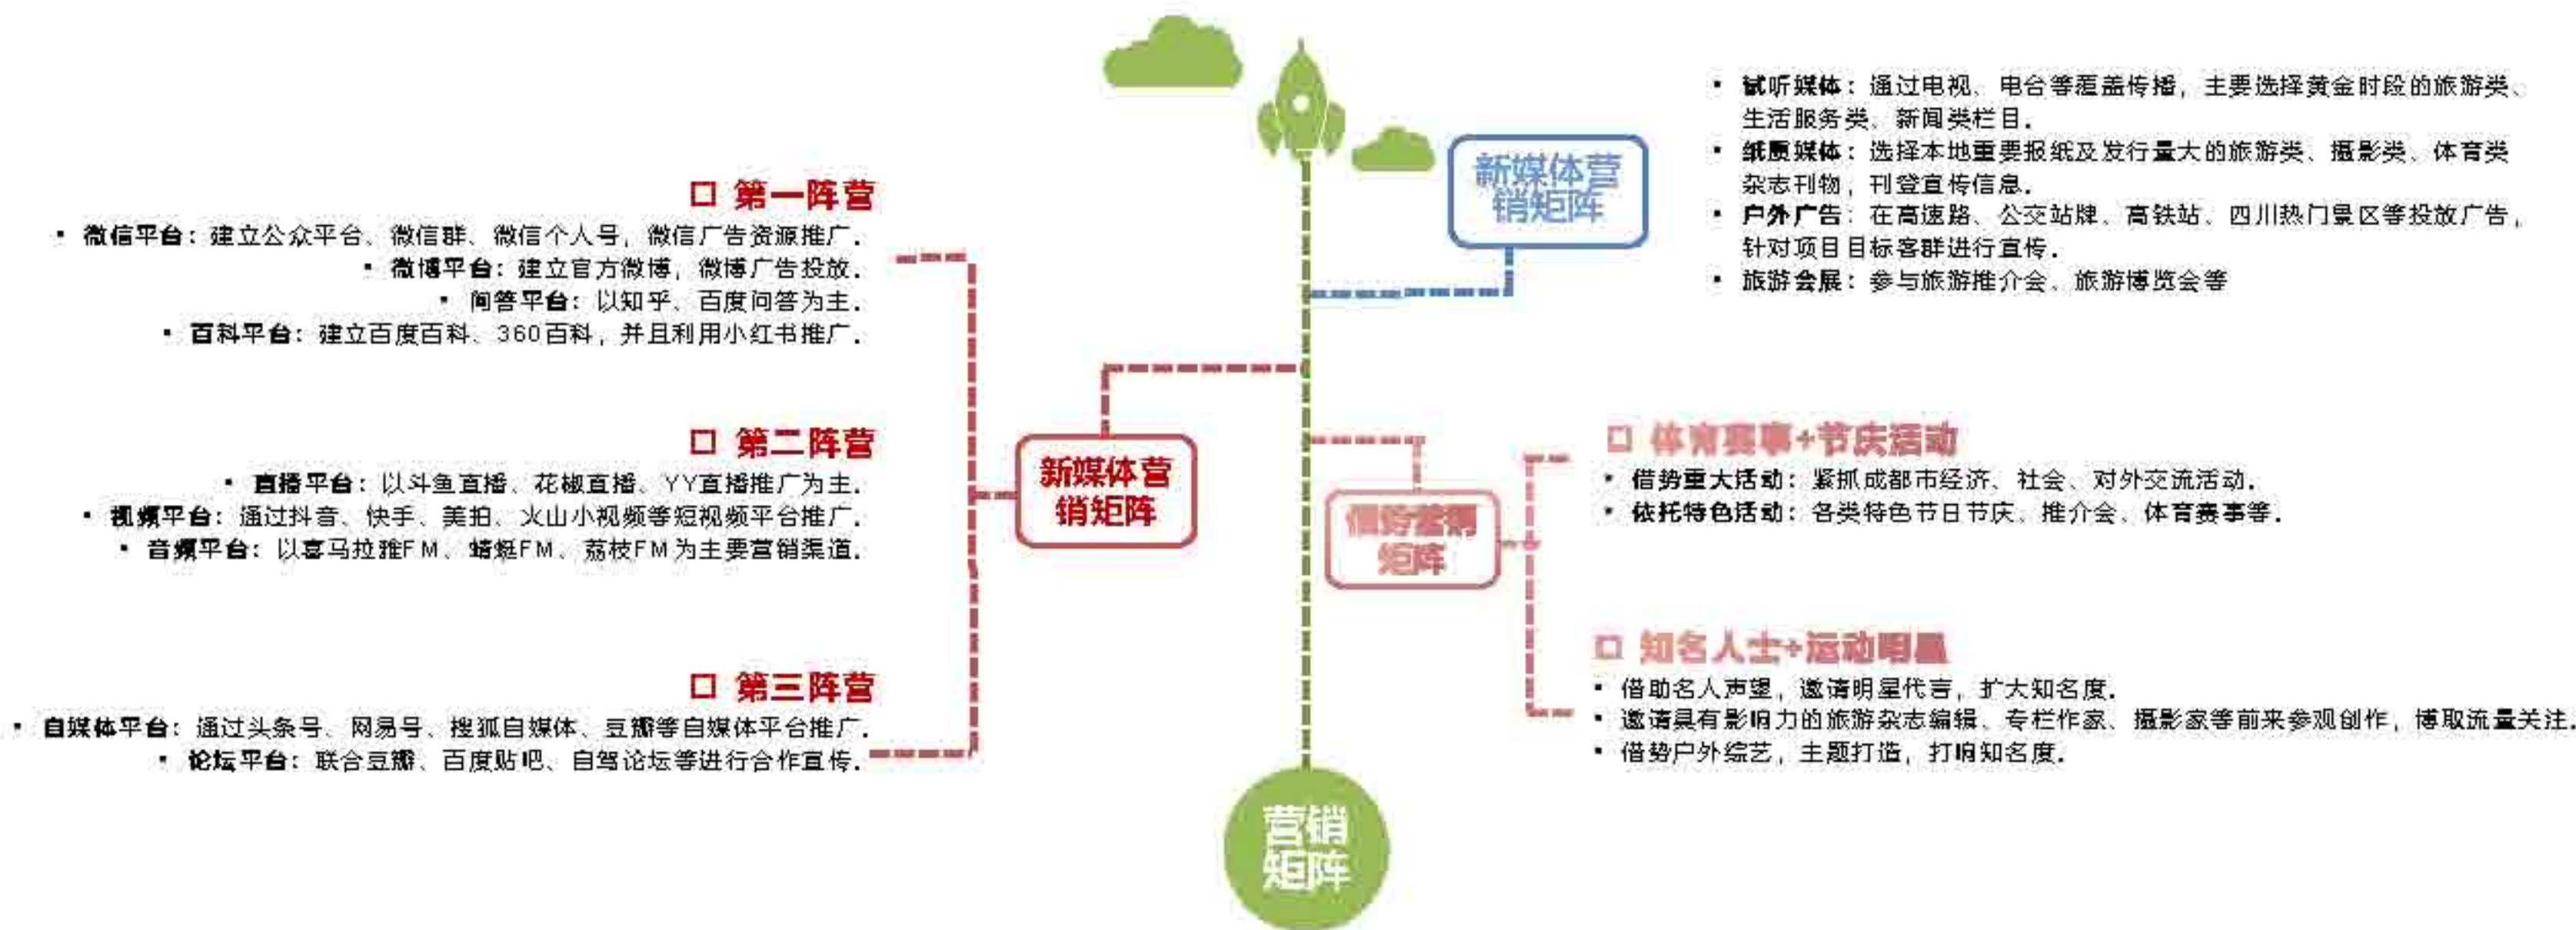 第一阵营
微信平台：建立公众平台、微信群、微信个人号，微信广告资源推广.
微博平台：建立官方微博，微博广告投放.
问答平台：以知乎、百度问答为主.
百科平台：建立百度百科、360百科，并且利用小红书推广.
第二阵营
直播平台：以斗鱼直播、花椒直播、YY直播推广为主.
视频平台：通过抖音、快手、美拍、火山小视频等短视频平台推广.
音频平台：以喜马拉雅FM、蜻蜓FM、荔枝FM为主要营销渠道.
第三阵营
自媒体平台：通过头条号、网易号、搜狐自媒体、豆瓣等自媒体平台推广.
论坛平台：联合豆瓣、百度贴吧、自驾论坛等进行合作宣传.
新媒体营
销矩阵
新媒体营
销矩阵
试听媒体：通过电视、电台等覆盖传播，主要选择黄金时段的旅游类、
生活服务类、新闻类栏目.
纸质媒体：选择本地重要报纸及发行量大的旅游类、摄影类、体育类
杂志刊物，刊登宣传信息.
户外广告：在高速路、公交站牌、高铁站、四川热门景区等投放广告，
针对项目目标客群进行宣传.
旅游会展：参与旅游推介会、旅游博览会等
借势营销
矩阵
体育赛事+节庆活动
借势重大活动：紧抓成都市经济、社会、对外交流活动.
依托特色活动：各类特色节日节庆、推介会、体育赛事等.
知名人士+运动明星
借助名人声望，邀请明星代言，扩大知名度.
邀请具有影响力的旅游杂志编辑、专栏作家、摄影家等前来参观创作，博取流量关注.
借势户外综艺，主题打造，打响知名度.
营销
矩阵